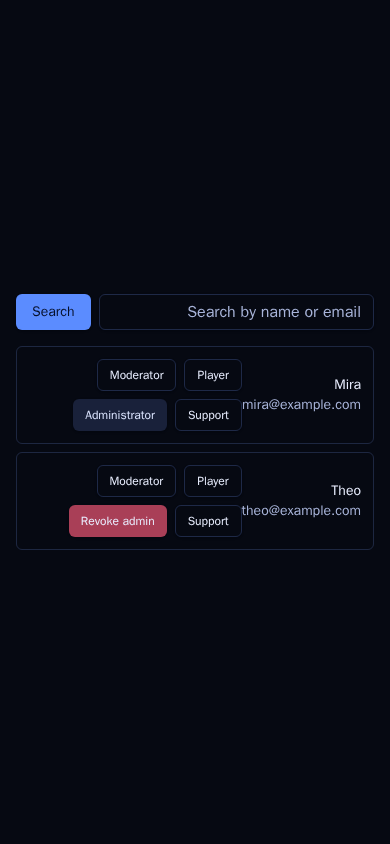 Search by name or email
Search
Mira
mira@example.com
Player
Moderator
Support
Administrator
Theo
theo@example.com
Player
Moderator
Support
Revoke admin